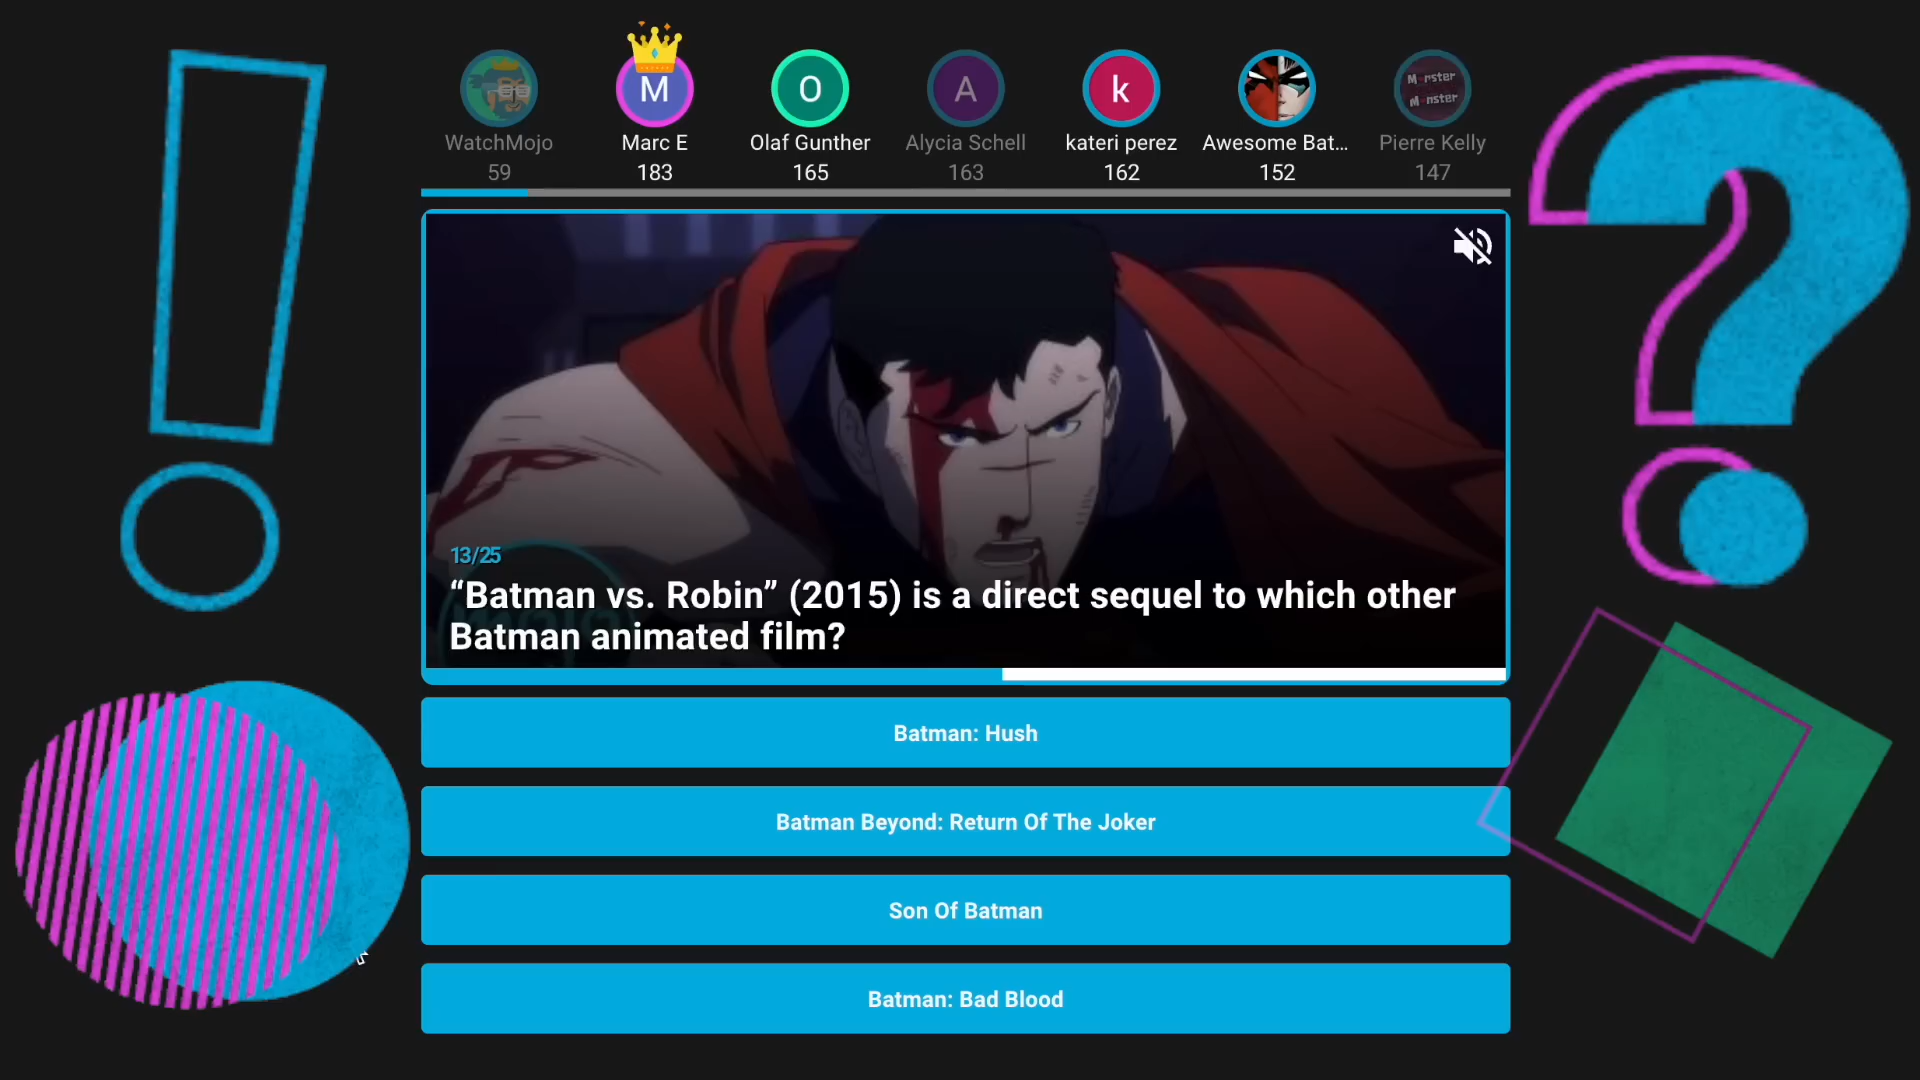 M
O
A
k
M nster
M nster
WatchMojo
Marc E
Olaf Gunther
Alycia Schell
kateri perez
Awesome Bat...
Pierre Kelly
59
183
165
163
162
152
147
13/25
“Batman vs. Robin” (2015) is a direct sequel to which other
Batman animated film?
Batman: Hush
Batman Beyond: Return Of The Joker
Son Of Batman
Batman: Bad Blood
!
?